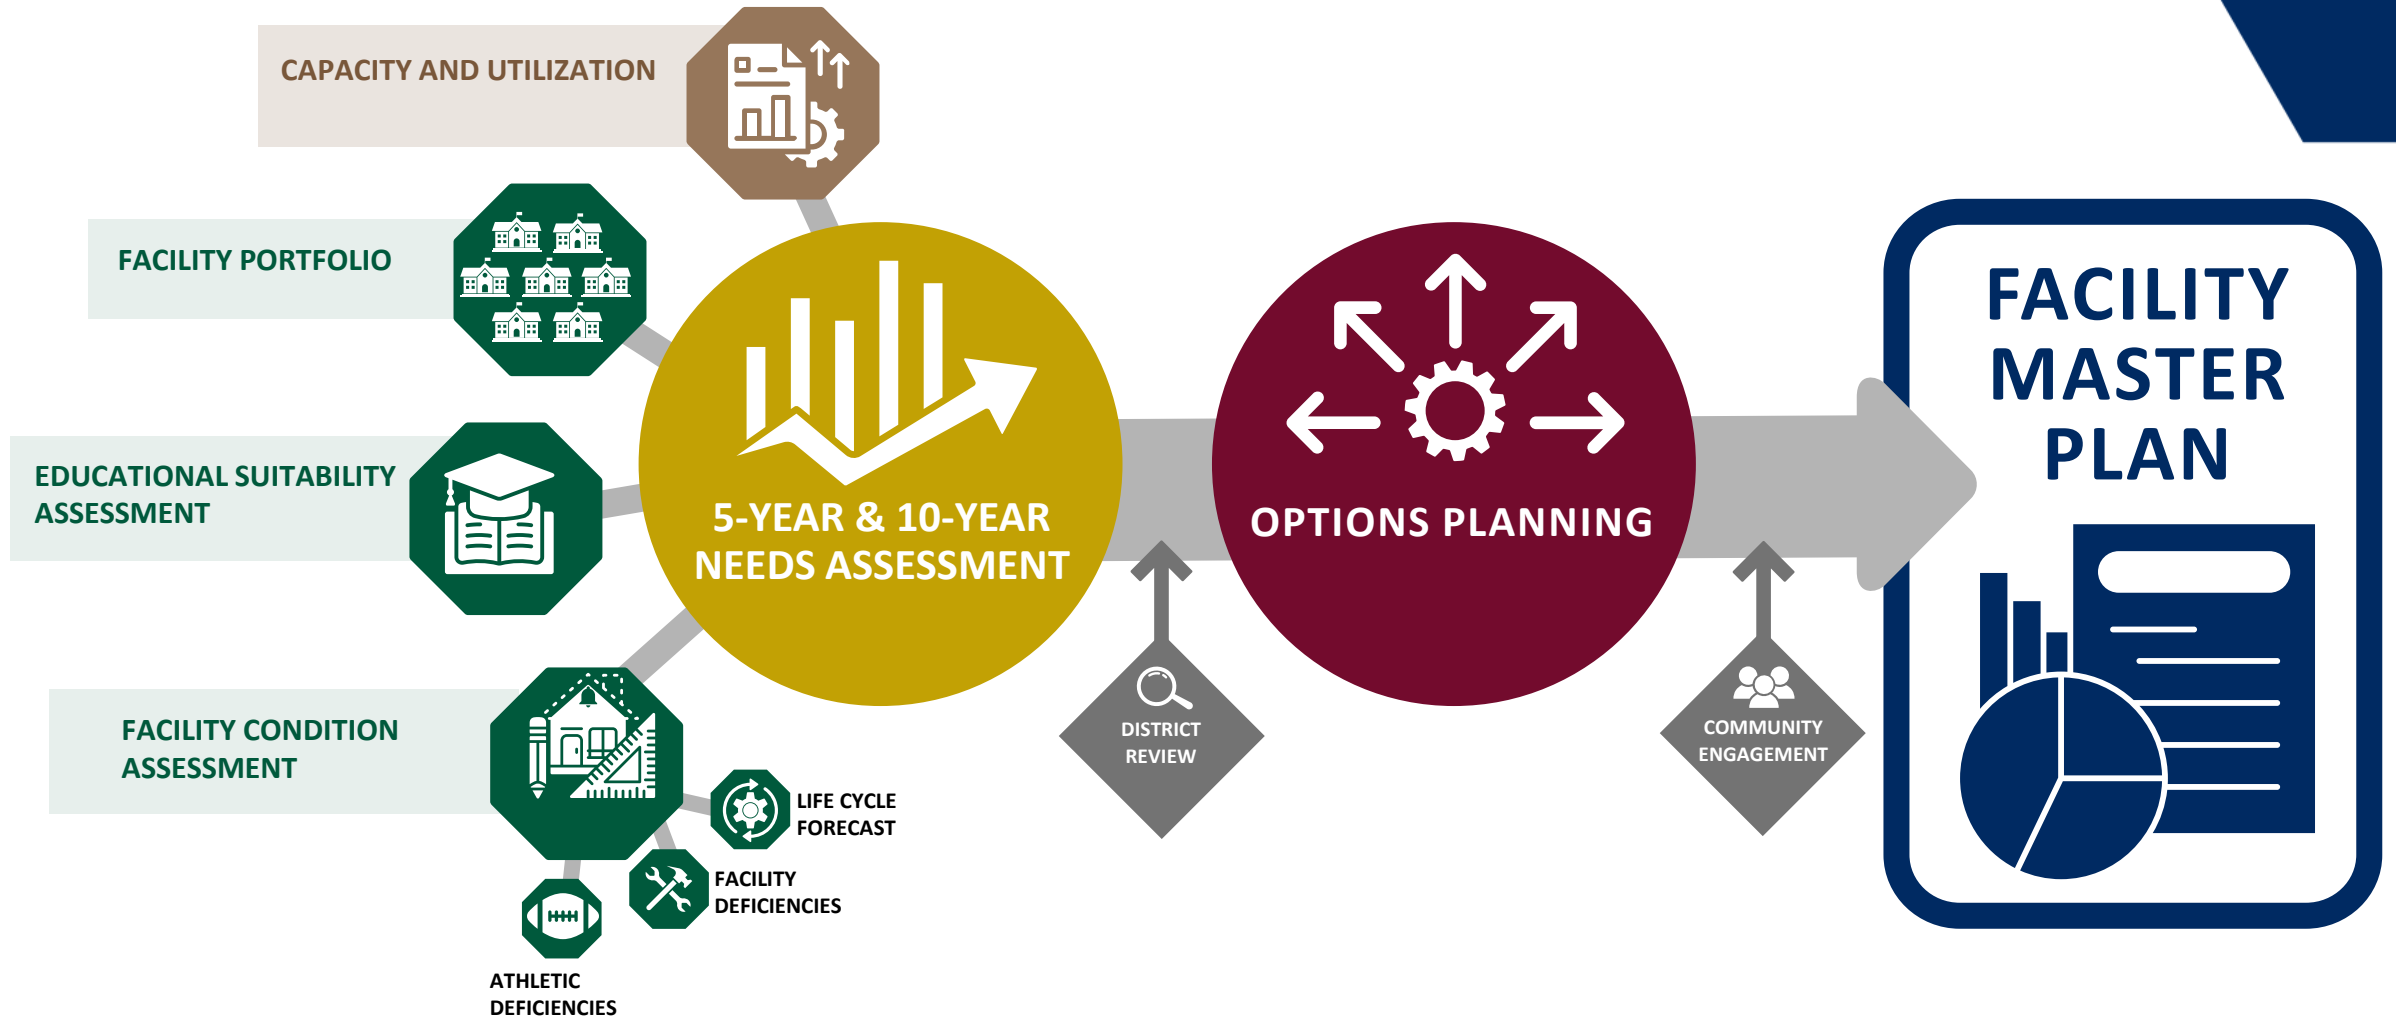 CAPACITY AND UTILIZATION
FACILITY PORTFOLIO
EDUCATIONAL SUITABILITY
ASSESSMENT
FACILITY CONDITION
ASSESSMENT
LIFE CYCLE
FORECAST
FACILITY
DEFICIENCIES
ATHLETIC
DEFICIENCIES
5-YEAR & 10-YEAR
NEEDS ASSESSMENT
DISTRICT
REVIEW
OPTIONS PLANNING
COMMUNITY
ENGAGEMENT
FACILITY
MASTER
PLAN